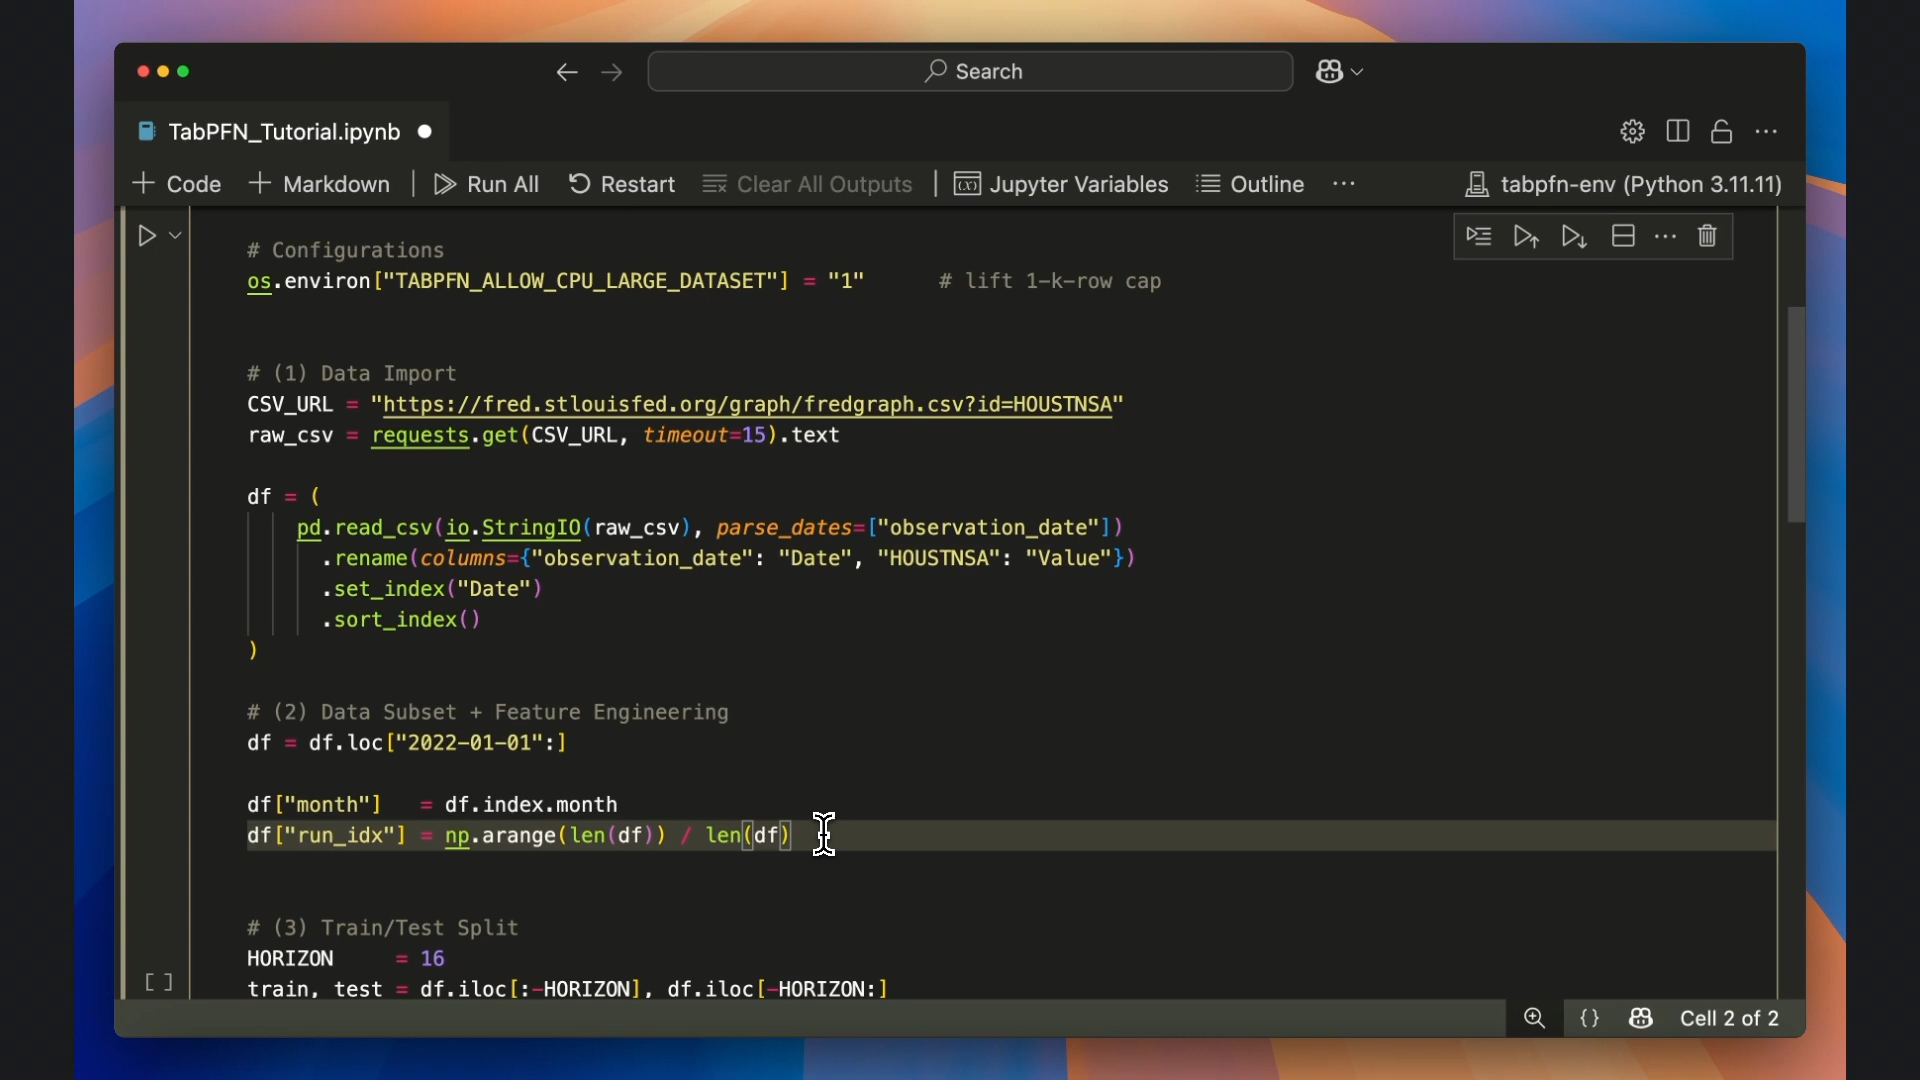 Search
TabPFN_Tutorial.ipynb
Code
Markdown
Run All
Restart
Clear All Outputs
Jupyter Variables
Outline
tabpfn-env (Python 3.11.11)
# Configurations
os.environ["TABPFN_ALLOW_CPU_LARGE_DATASET"] = "1"      # lift 1-k-row cap
# (1) Data Import
CSV_URL = "https://fred.stlouisfed.org/graph/fredgraph.csv?id=HOUSTNSA"
raw_csv = requests.get(CSV_URL, timeout=15).text
df = (
    pd.read_csv(io.StringIO(raw_csv), parse_dates=["observation_date"])
      .rename(columns={"observation_date": "Date", "HOUSTNSA": "Value"})
      .set_index("Date")
      .sort_index()
)
# (2) Data Subset + Feature Engineering
df = df.loc["2022-01-01":]
df["month"]   = df.index.month
df["run_idx"] = np.arange(len(df)) / len(df)
# (3) Train/Test Split
HORIZON     = 16
train, test = df.iloc[:-HORIZON], df.iloc[-HORIZON:]
[ ]
{} Cell 2 of 2